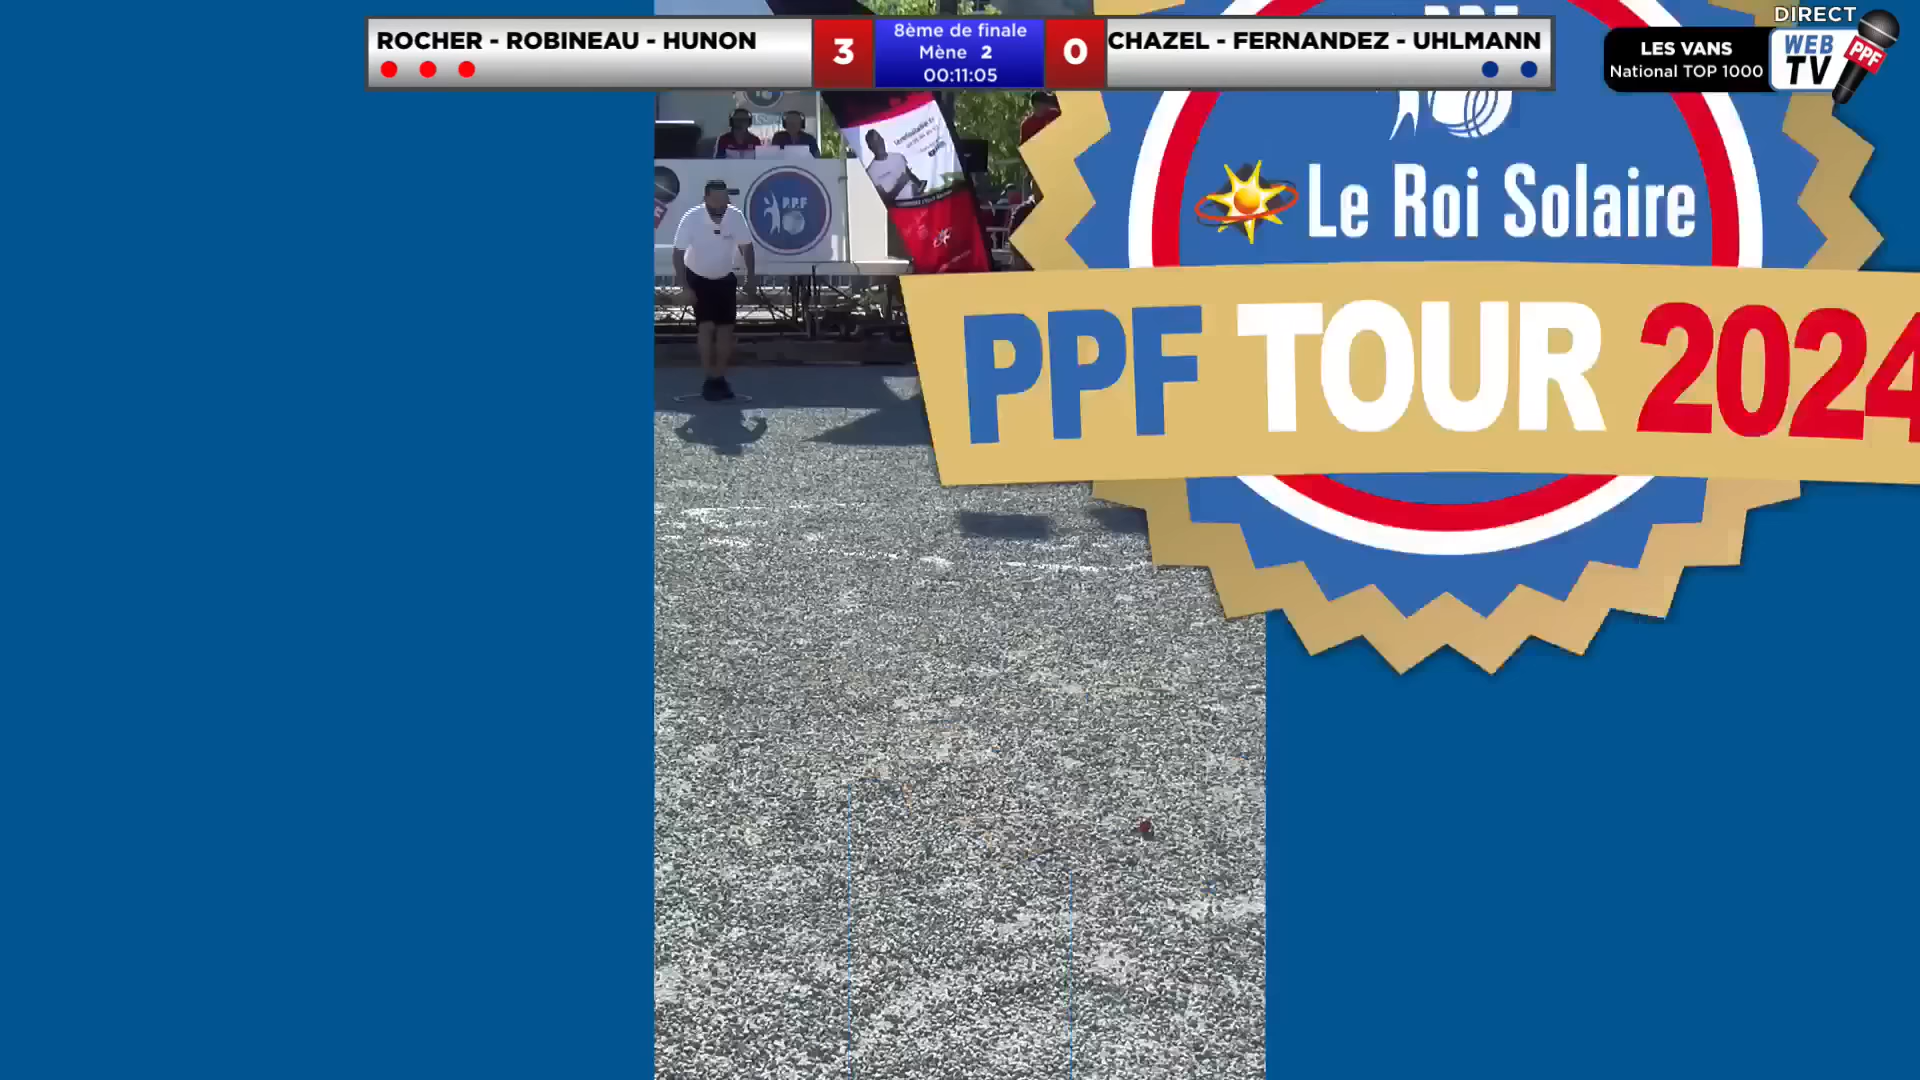 ROCHER - ROBINEAU - HUNON
3
8ème de finale
Mène 2
00:11:05
0
CHAZEL - FERNANDEZ - UHLMANN
DIRECT
LES VANS
National TOP 1000
WEB
TV
PPF
Le Roi Solaire
PPF TOUR 2024
PPF